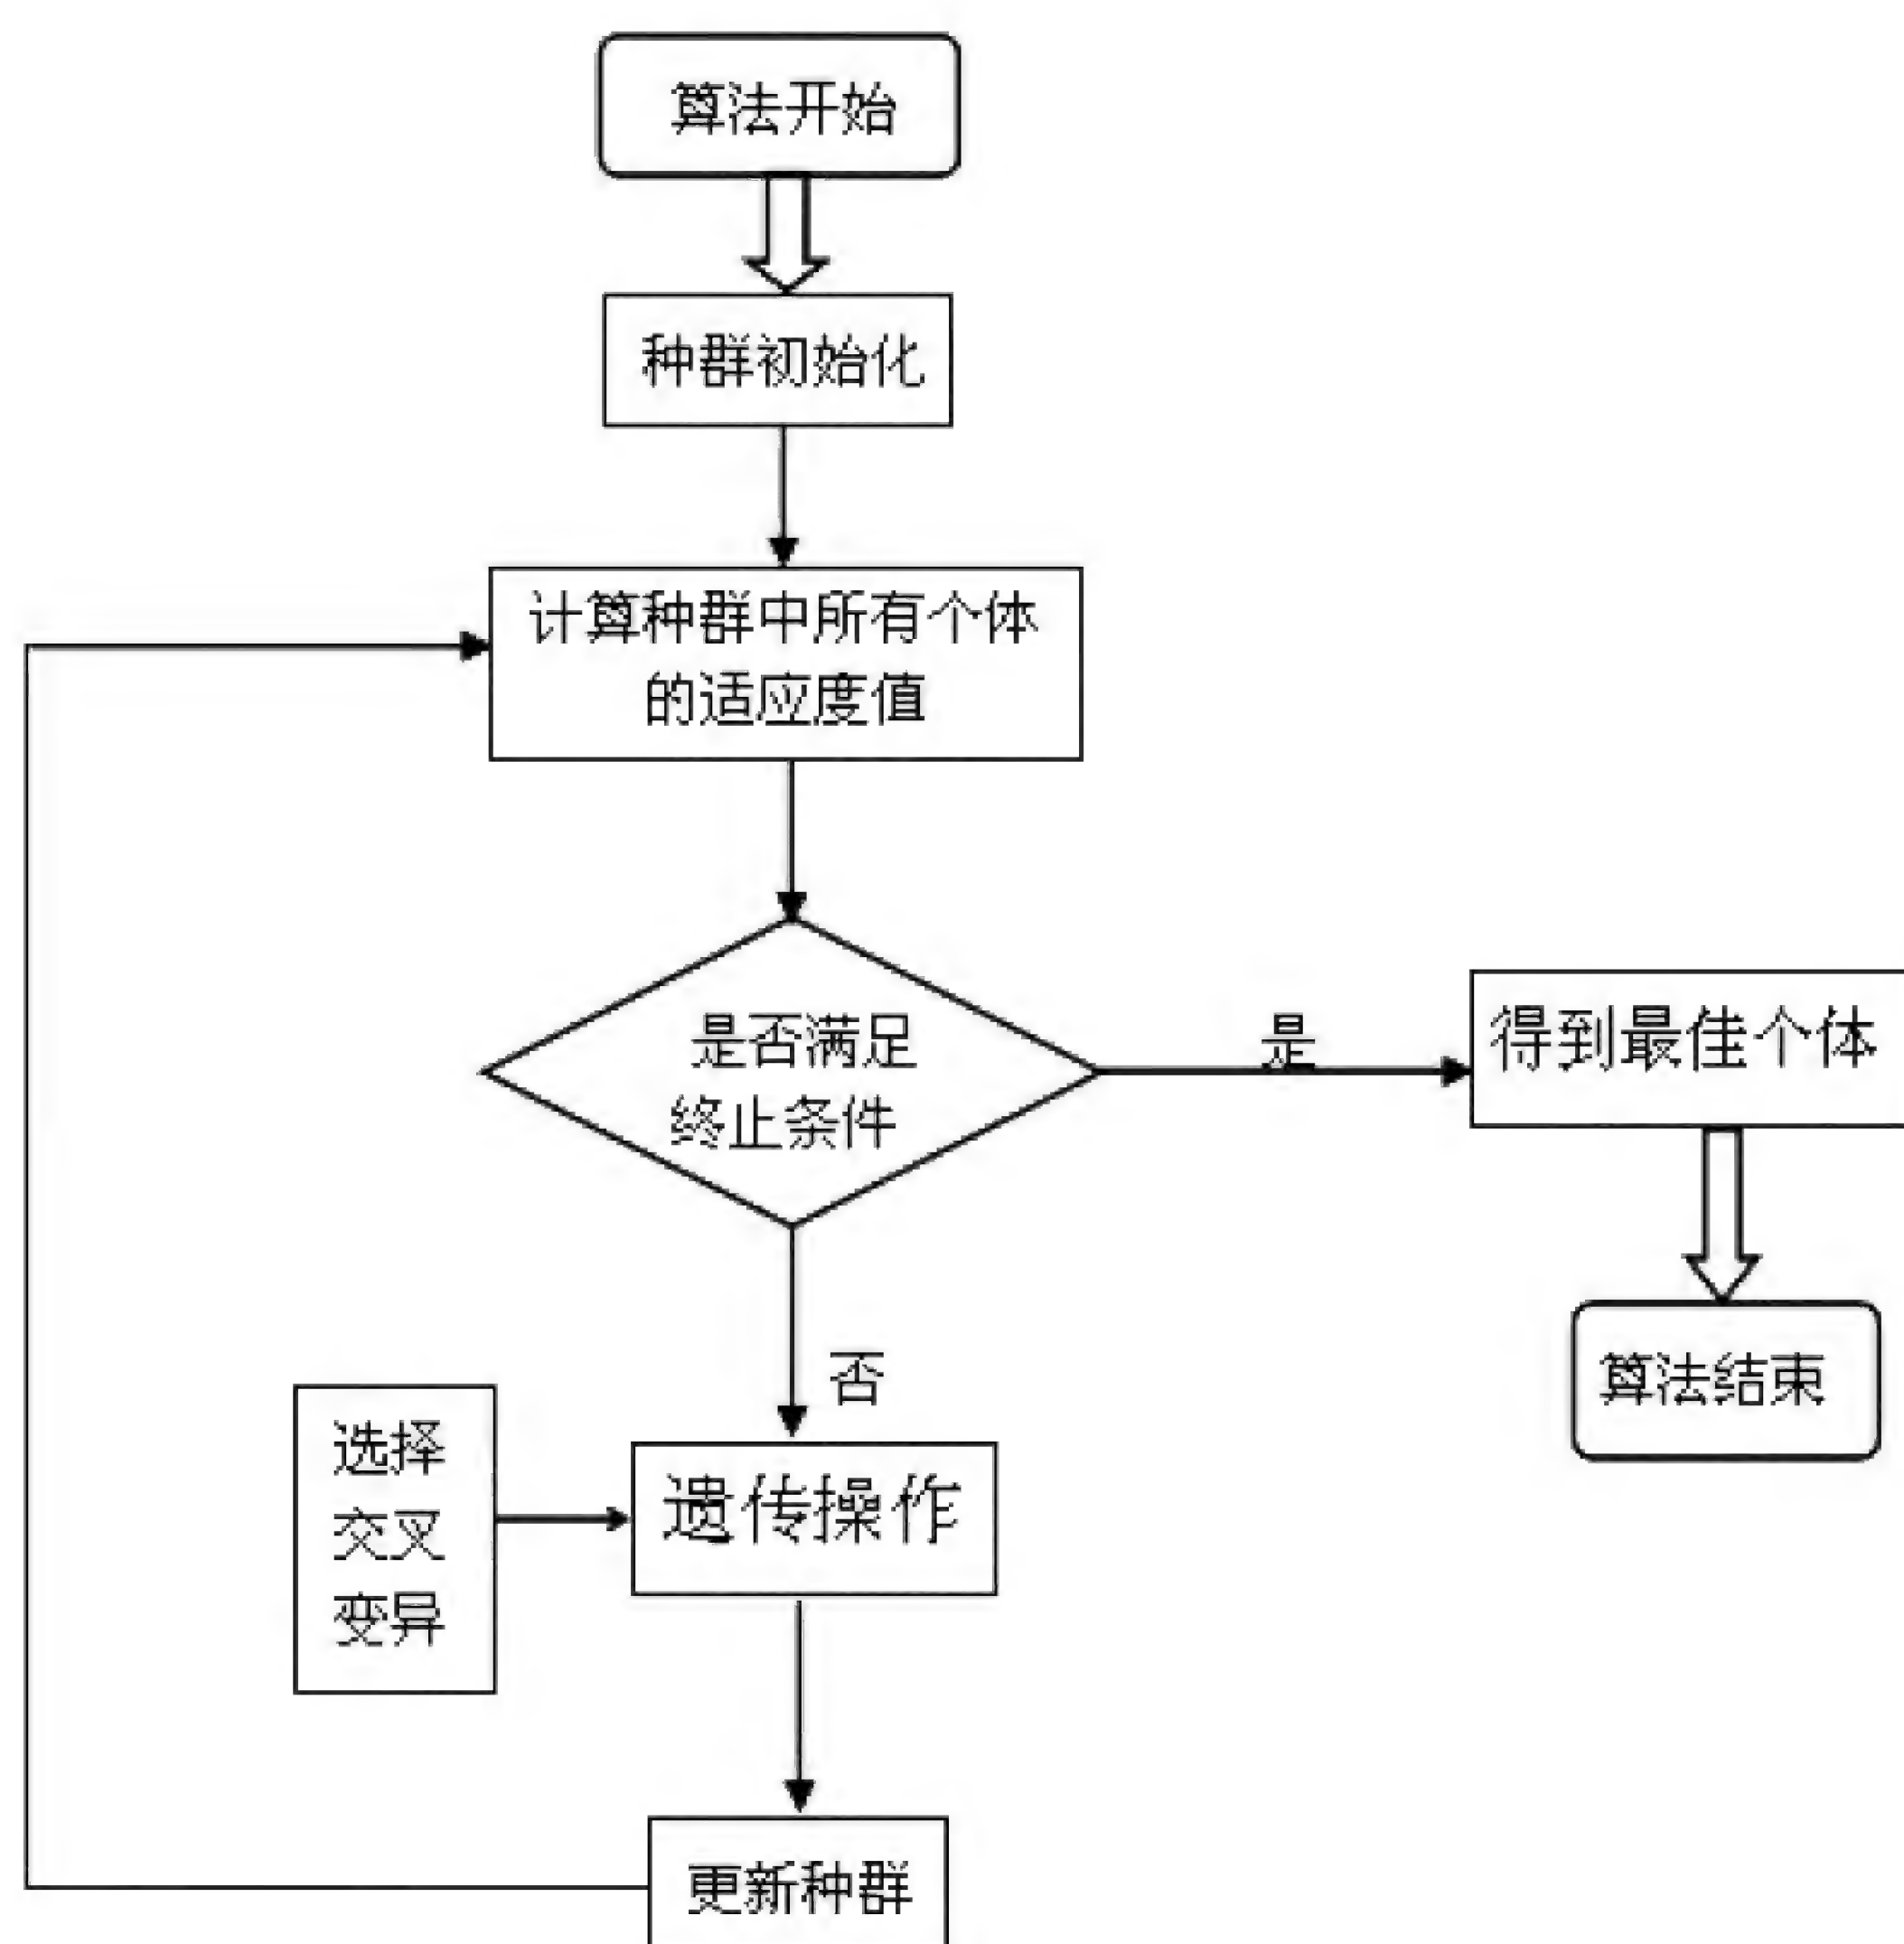 算法开始
种群初始化
计算种群中所有个体
的适应度值
是否满足
终止条件
是
得到最佳个体
算法结束
否
选择
交叉
变异
遗传操作
更新种群